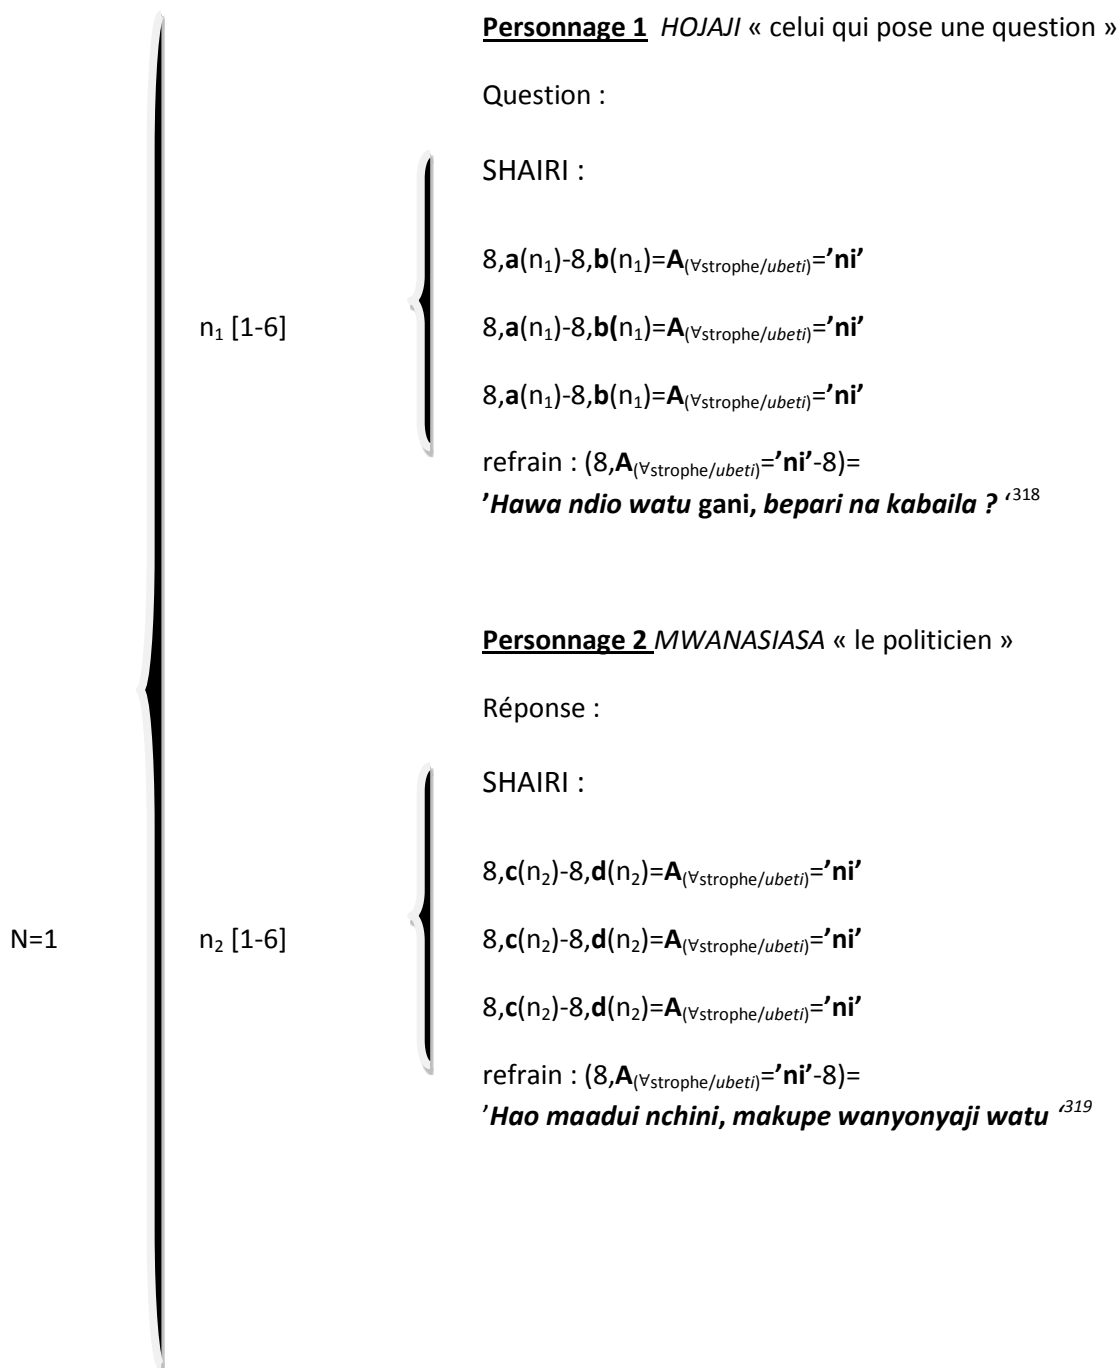 Personnage 1 HOJAJI « celui qui pose une question »
Question :
SHAIRI :
8,a(n₁)-8,b(n₁)=A(∀strophe/ubeti)=’ni’
n₁ [1-6]
8,a(n₁)-8,b(n₁)=A(∀strophe/ubeti)=’ni’
8,a(n₁)-8,b(n₁)=A(∀strophe/ubeti)=’ni’
refrain : (8,A(∀strophe/ubeti)=’ni’-8)=
’Hawa ndio watu gani, bepari na kabaila ? ‘³¹⁸
Personnage 2 MWANASIASA « le politicien »
Réponse :
SHAIRI :
8,c(n₂)-8,d(n₂)=A(∀strophe/ubeti)=’ni’
N=1 n₂ [1-6] 8,c(n₂)-8,d(n₂)=A(∀strophe/ubeti)=’ni’
8,c(n₂)-8,d(n₂)=A(∀strophe/ubeti)=’ni’
refrain : (8,A(∀strophe/ubeti)=’ni’-8)=
’Hao maadui nchini, makupe wanyonyaji watu ‘³¹⁹